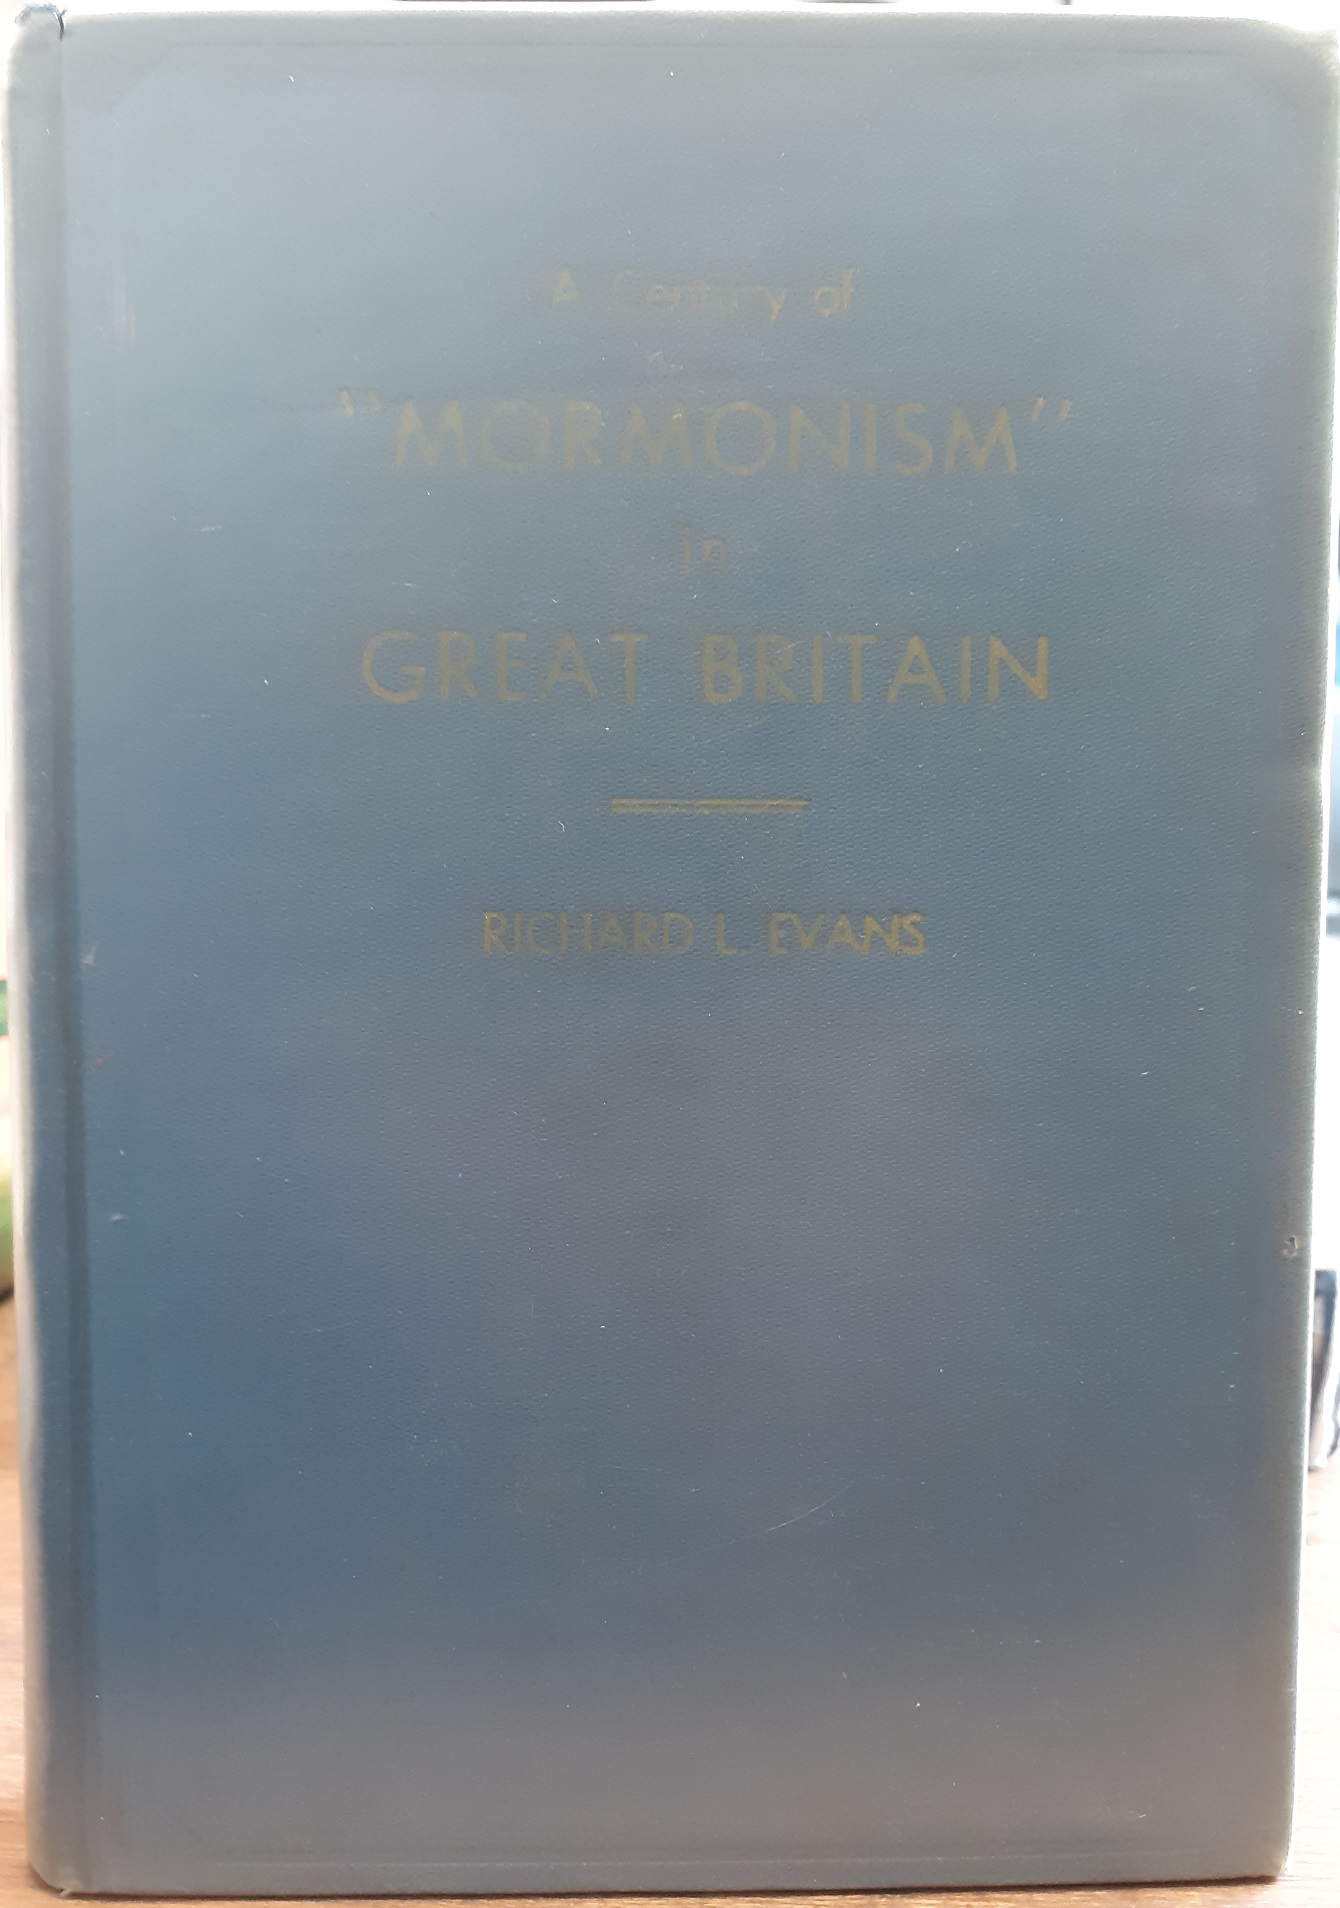 A Century of
"MORMONISM"
in
GREAT BRITAIN
RICHARD L. EVANS